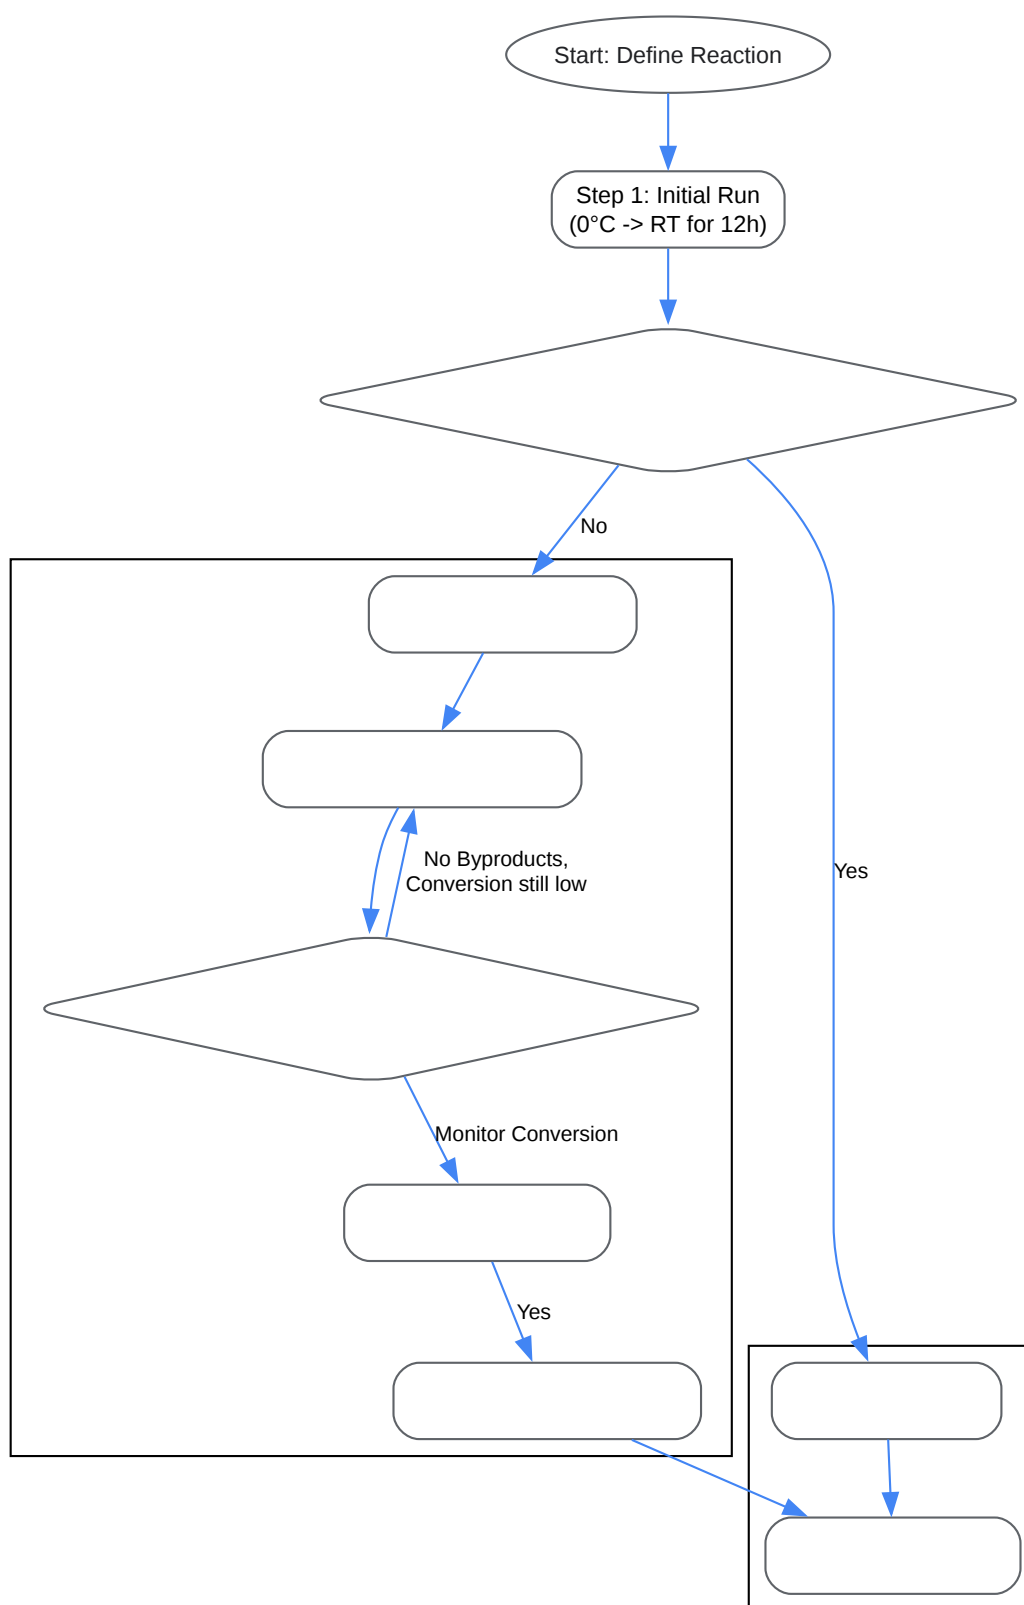 Start: Define Reaction
Step 1: Initial Run
(0°C -> RT for 12h)
No
No Byproducts,
Conversion still low
Yes
Monitor Conversion
Yes